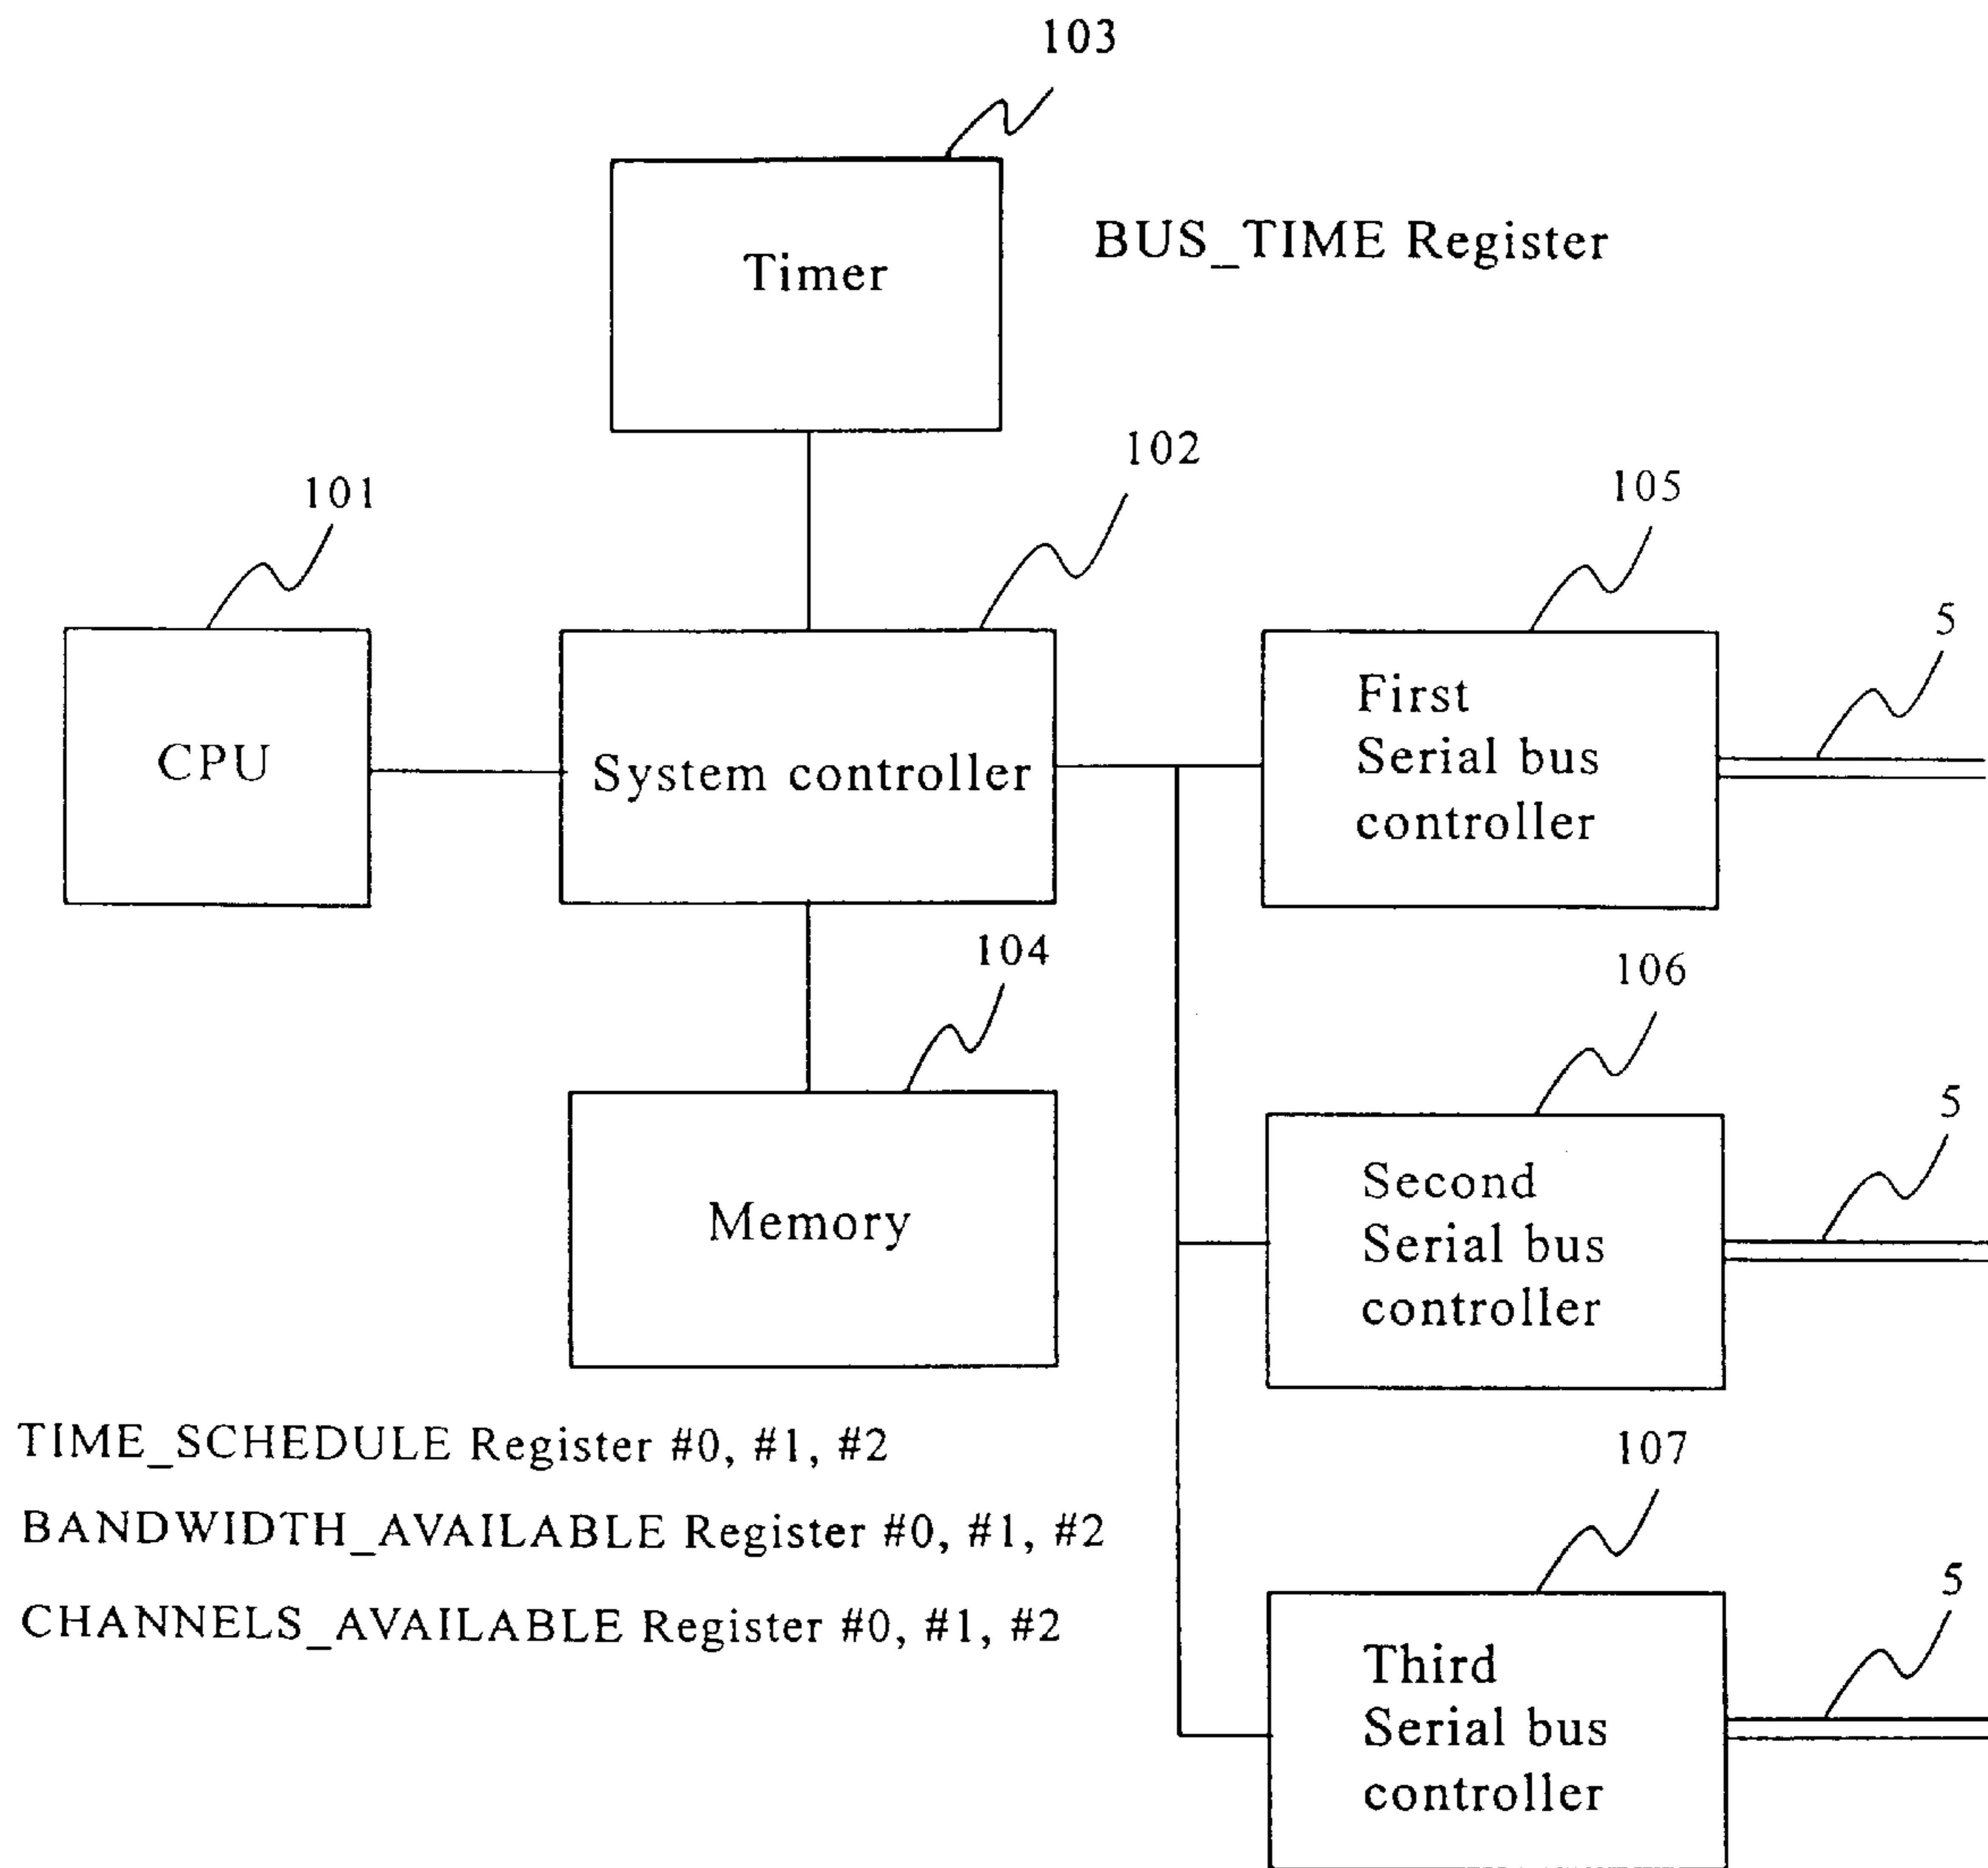 103
Timer
BUS_TIME Register
102
101
105
5
CPU
System controller
First
Serial bus
controller
104
106
5
Memory
Second
Serial bus
controller
TIME_SCHEDULE Register #0, #1, #2
BANDWIDTH_AVAILABLE Register #0, #1, #2
CHANNELS_AVAILABLE Register #0, #1, #2
107
5
Third
Serial bus
controller